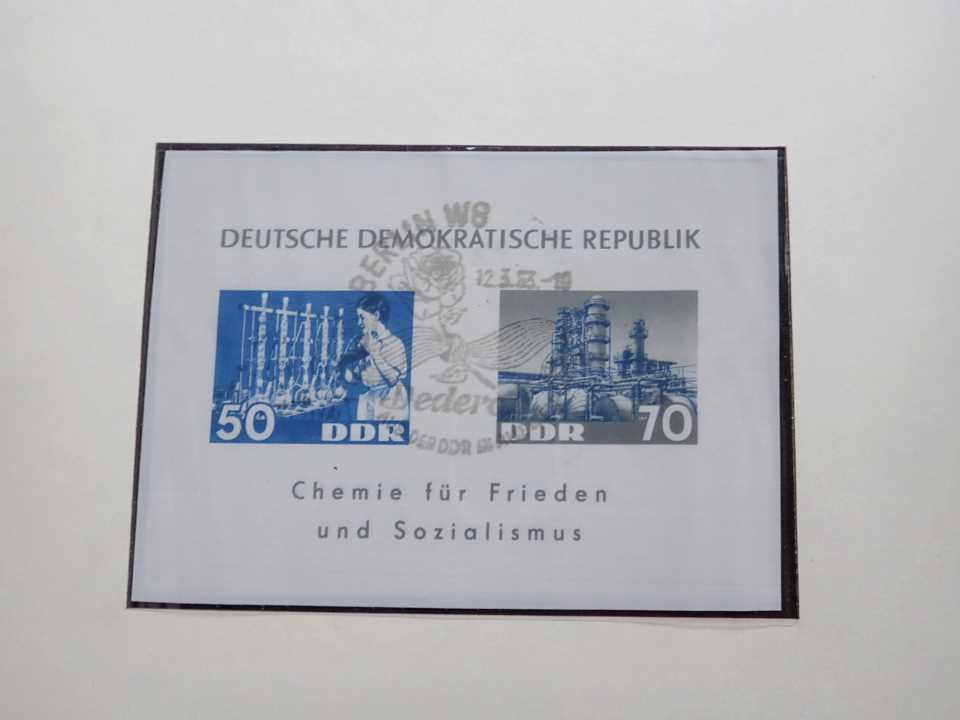 BERLIN W8
DEUTSCHE DEMOKRATISCHE REPUBLIK
50
DDR
DDR
70
Chemie für Frieden
und Sozialismus